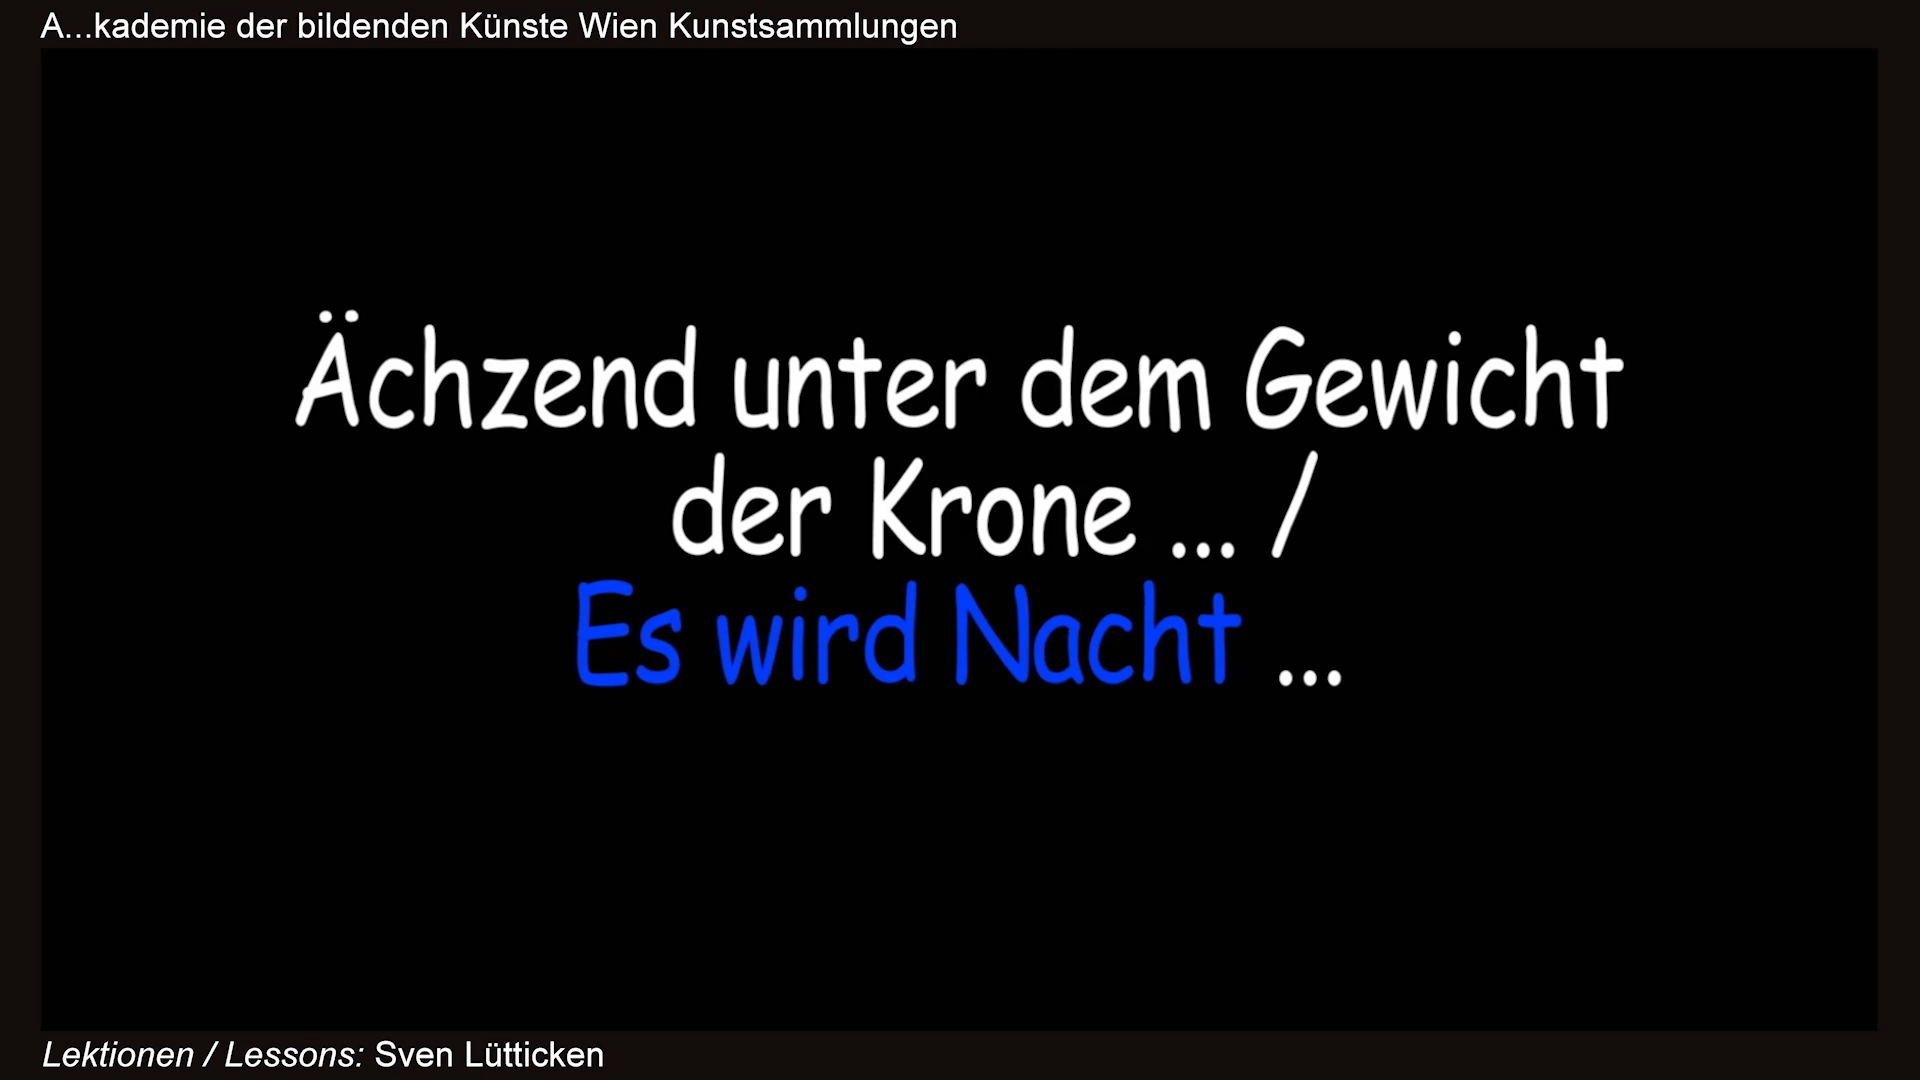 A...kademie der bildenden Künste Wien Kunstsammlungen
Ächzend unter dem Gewicht
der Krone ... /
Es wird Nacht ...
Lektionen / Lessons: Sven Lütticken